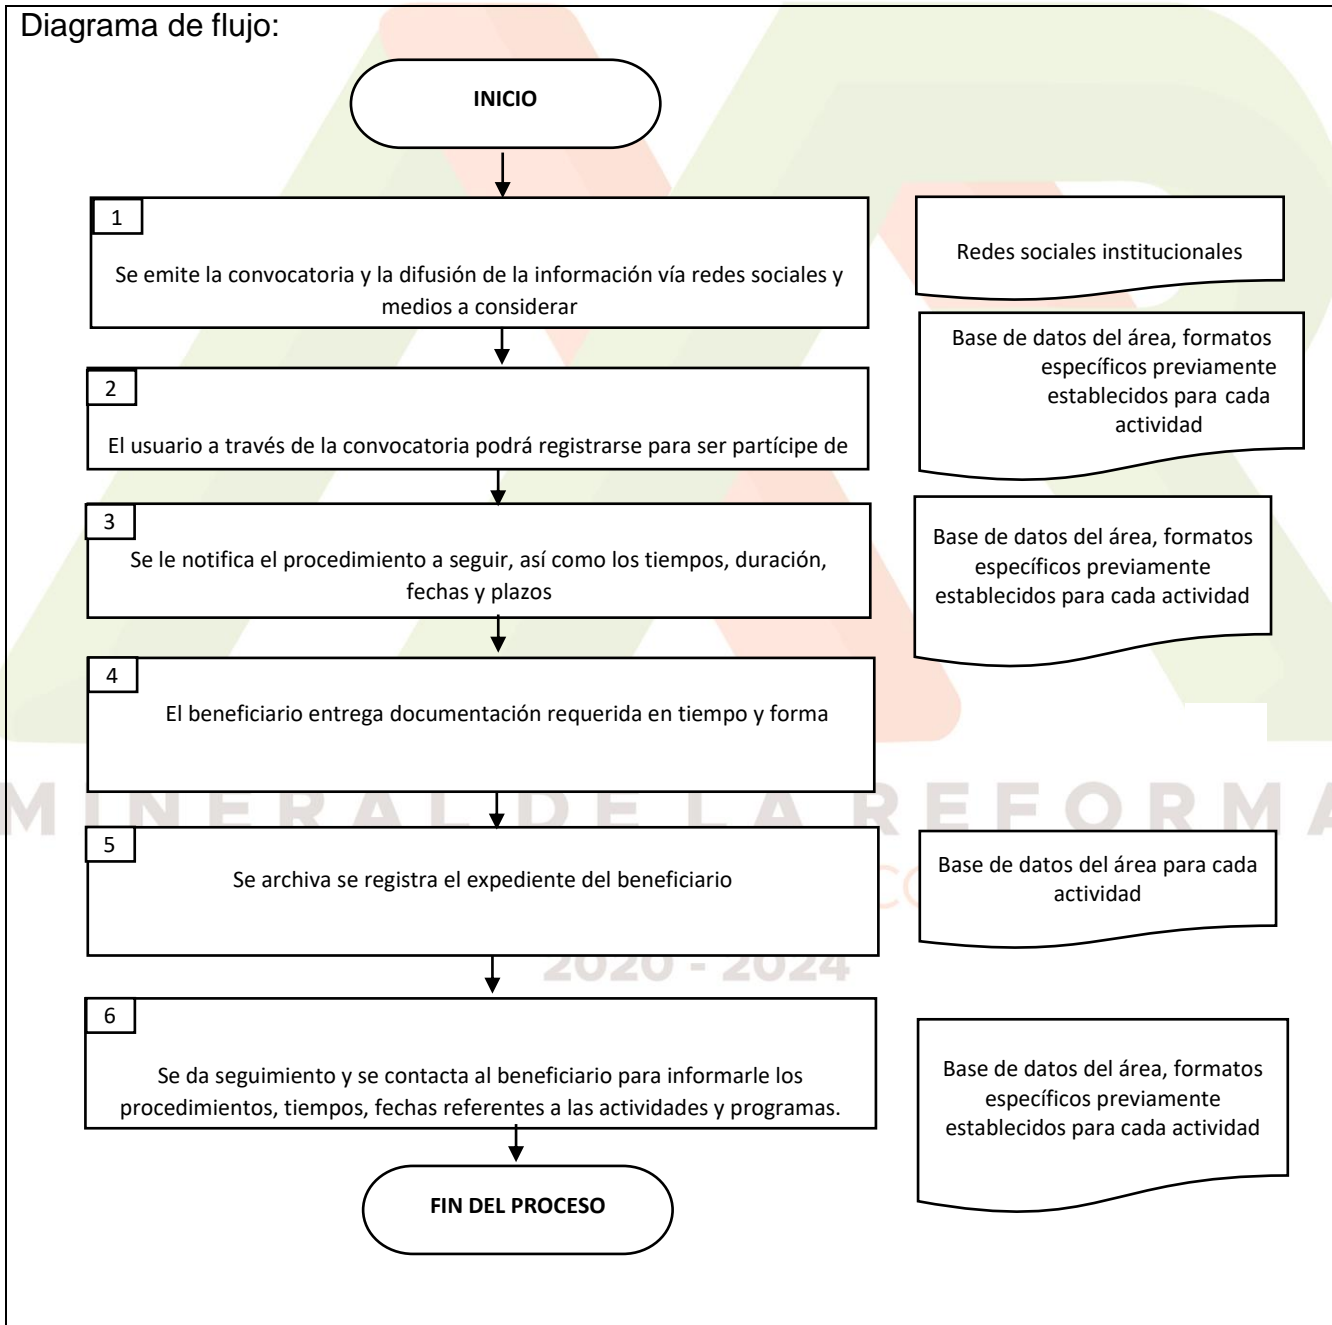 Diagrama de flujo:
INICIO
1
Se emite la convocatoria y la difusión de la información vía redes sociales y
medios a considerar
Redes sociales institucionales
2
El usuario a través de la convocatoria podrá registrarse para ser partícipe de
Base de datos del área, formatos
específicos previamente
establecidos para cada
actividad
3
Se le notifica el procedimiento a seguir, así como los tiempos, duración,
fechas y plazos
Base de datos del área, formatos
específicos previamente
establecidos para cada actividad
4
El beneficiario entrega documentación requerida en tiempo y forma
MINERAL DE LA REFORMA
5
Se archiva se registra el expediente del beneficiario
Base de datos del área para cada
actividad
2020 - 2024
6
Se da seguimiento y se contacta al beneficiario para informarle los
procedimientos, tiempos, fechas referentes a las actividades y programas.
Base de datos del área, formatos
específicos previamente
establecidos para cada actividad
FIN DEL PROCESO